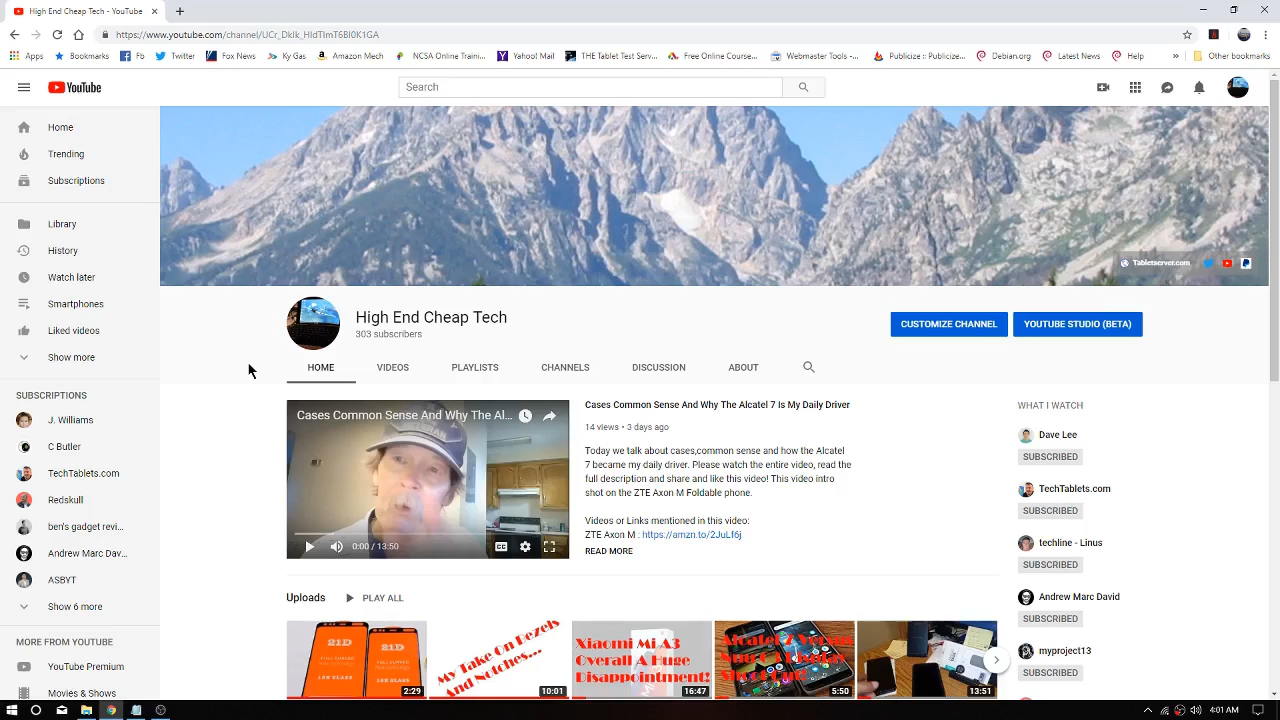 High End Cheap Tech - YouTube
https://www.youtube.com/channel/UCr_DkIk_HIdTImT6BI0K1GA
Apps Bookmarks Fb Twitter Fox News Ky Gas Amazon NCSA Online Train... Yahoo! Mail THE Tablet Test Serv... Free Online Course... Webmaster Tools -... Publicize :: Publicize... Debian.org Latest News Help » Other bookmarks
YouTube
Search
Home
Trending
Subscriptions
Library
History
Watch later
Smartphones
Liked videos
Show more
SUBSCRIPTIONS
J. Williams
C Butler
TechTablets.com
Redskull
ben's gadget revi...
Andrew Marc Dav...
ASBYT
Show 6 more
MORE FROM YOUTUBE
YouTube Premium
Movies & Shows
Tabletserver.com
High End Cheap Tech
303 subscribers
CUSTOMIZE CHANNEL YOUTUBE STUDIO (BETA)
HOME VIDEOS PLAYLISTS CHANNELS DISCUSSION ABOUT
Cases Common Sense And Why The Al...
0:00 / 13:50
CC
Cases Common Sense And Why The Alcatel 7 Is My Daily Driver
14 views • 3 days ago
Today we talk about cases,common sense and how the Alcatel
7 became my daily driver. Please watch the entire video, read the
full description and share and like this video! This video intro
shot on the ZTE Axon M Foldable phone.
Videos or Links mentioned in this video:
ZTE Axon M : https://amzn.to/2JuLf6j
READ MORE
WHAT I WATCH
Dave Lee
SUBSCRIBED
TechTablets.com
SUBSCRIBED
techline - Linus
SUBSCRIBED
Andrew Marc David
SUBSCRIBED
myproject13
SUBSCRIBED
Uploads PLAY ALL
21D
21D
2:29
My Take On Bezels
And Notches...
10:01
Xiaomi Mi A3
Overall A Huge
Disappointment!
16:47
Alcatel 7 Versus
5:50
13:51
4:01 AM